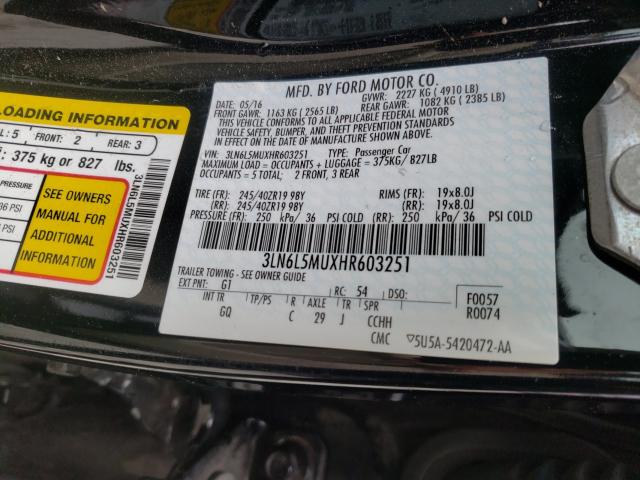 LOADING INFORMATION
L: 5 FRONT: 2 REAR: 3
: 375 kg or 827 lbs.
PRESSURE
36 PSI
PSI
SEE OWNERS
MANUAL FOR
ADDITIONAL
INFORMATION
3LN6L5MUXHR603251
MFD. BY FORD MOTOR CO.
05/16 GVWR: 2227 KG ( 4910 LB)
FRONT GAWR: 1163 KG ( 2565 LB) REAR GAWR: 1082 KG ( 2385 LB)
THIS VEHICLE CONFORMS TO ALL APPLICABLE FEDERAL MOTOR VEHICLE
SAFETY, BUMPER, AND THEFT PREVENTION STANDARDS IN EFFECT ON
THE DATE OF MANUFACTURE SHOWN ABOVE.
VIN: 3LN6L5MUXHR603251 TYPE: Passenger Car
MAXIMUM LOAD = OCCUPANTS + LUGGAGE = 375KG/ 827LB
OCCUPANTS = 5 TOTAL; 2 FRONT, 3 REAR
TIRE (FR): 245/40ZR19 98Y RIMS (FR): 19x8.0J
(RR): 245/40ZR19 98Y (RR): 19x8.0J
PRESSURE (FR): 250 kPa/ 36 PSI COLD (RR): 250 kPa/ 36 PSI COLD
3LN6L5MUXHR603251
TRAILER TOWING - SEE OWNER GUIDE
EXT PNT: G1 RC: 54 DSO: F0057
INT TR TP/PS R AXLE TR SPR R0074
GQ C 29 J CCHH
CMC ▽5U5A-5420472-AA